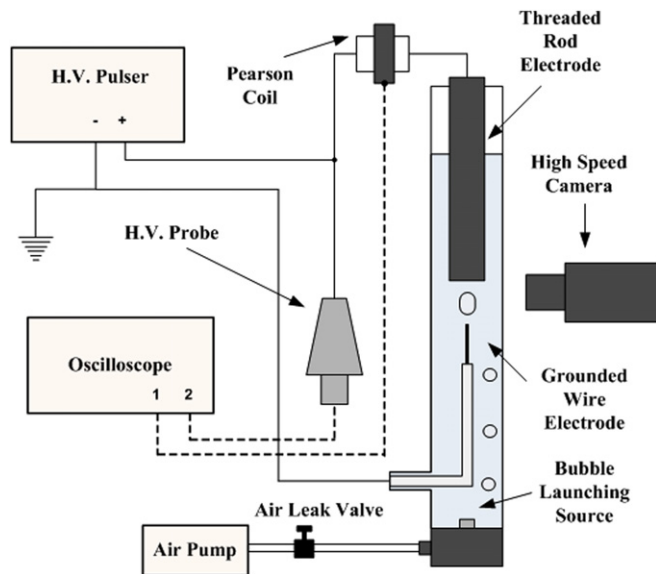 Threaded
Rod
Electrode
Pearson
Coil
H.V. Pulser
- +
High Speed
Camera
H.V. Probe
Oscilloscope
1 2
Grounded
Wire
Electrode
Bubble
Launching
Source
Air Leak Valve
Air Pump